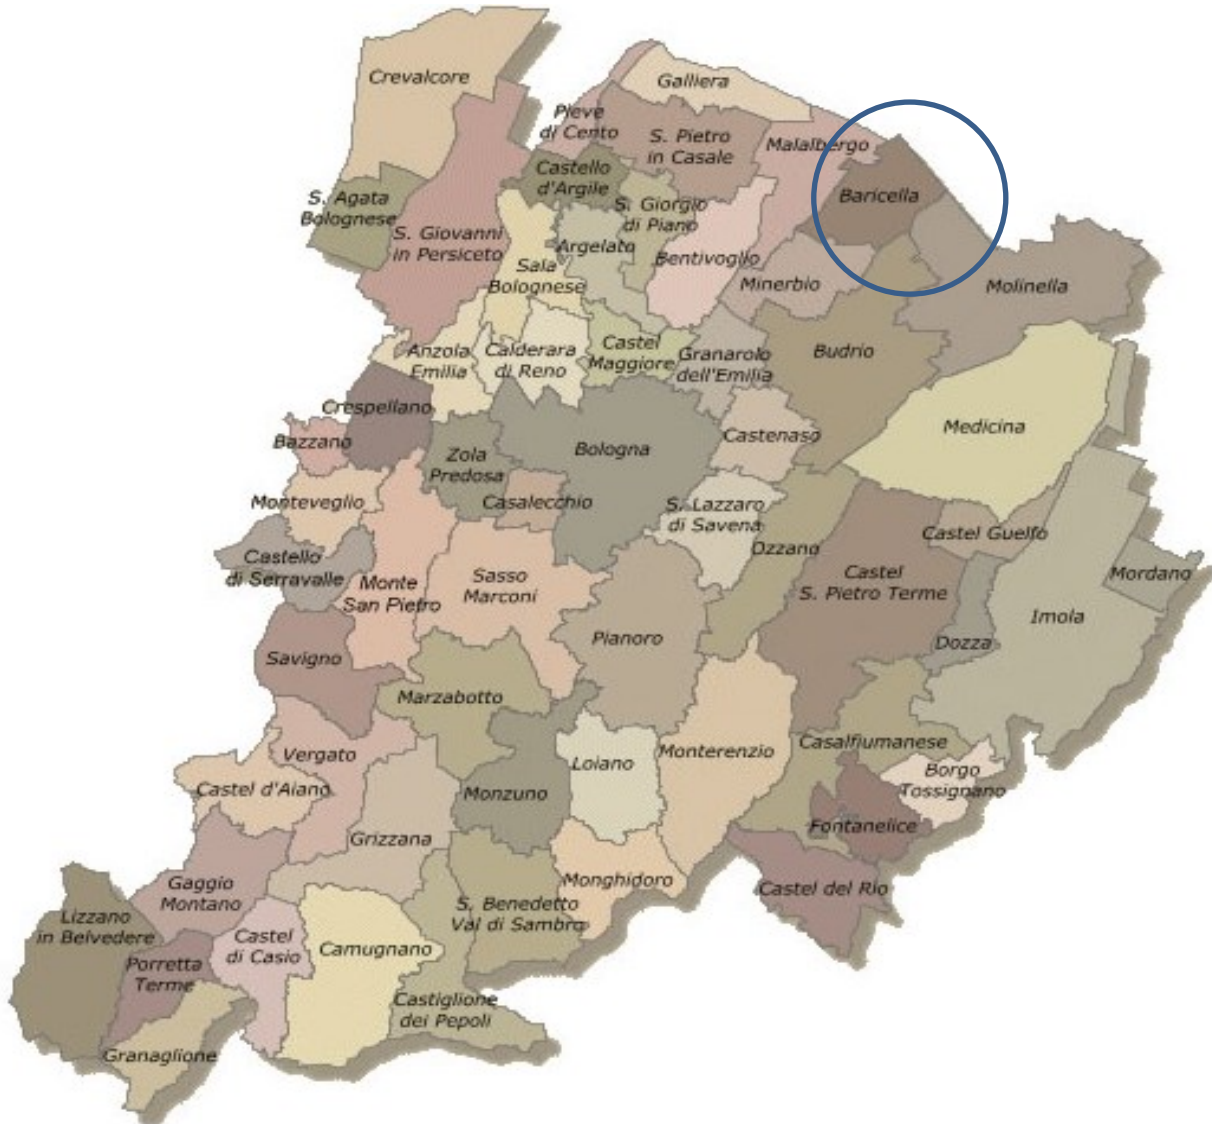 Crevalcore
Galliera
Pieve
di Cento
S. Pietro
in Casale
Malalbergo
Castello
d'Argile
Baricella
S. Agata
Bolognese
S. Giovanni
in Persiceto
S. Giorgio
di Piano
Argelato
Bentivoglio
Sala
Bolognese
Minerbio
Molinella
Anzola
Emilia
Calderara
di Reno
Castel
Maggiore
Granarolo
dell'Emilia
Budrio
Crespellano
Bazzano
Zola
Predosa
Bologna
Castenaso
Medicina
Monteveglio
Casalecchio
S. Lazzaro
di Savena
Castello
di Serravalle
Ozzano
Castel Guelfo
Monte
San Pietro
Sasso
Marconi
Castel
S. Pietro Terme
Mordano
Imola
Pianoro
Dozza
Savigno
Marzabotto
Vergato
Loiano
Monterenzio
Casalfiumanese
Castel d'Aiano
Monzuno
Borgo
Tossignano
Grizzana
Fontanelice
Gaggio
Montano
S. Benedetto
Val di Sambro
Monghidoro
Castel del Rio
Lizzano
in Belvedere
Castel
di Casio
Camugnano
Porretta
Terme
Castiglione
dei Pepoli
Granaglione